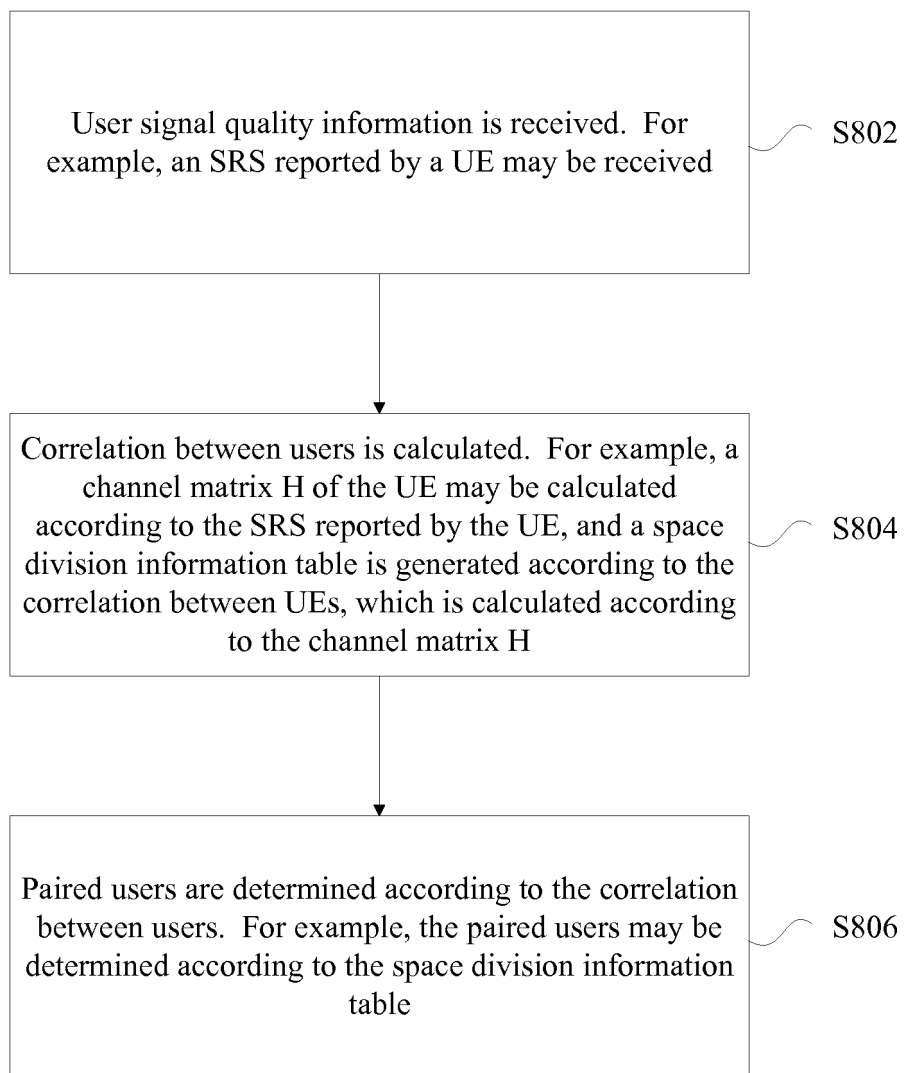 User signal quality information is received.  For
example, an SRS reported by a UE may be received
S802
Correlation between users is calculated.  For example, a
channel matrix H of the UE may be calculated
according to the SRS reported by the UE, and a space
division information table is generated according to the
correlation between UEs, which is calculated according
to the channel matrix H
S804
Paired users are determined according to the correlation
between users.  For example, the paired users may be
determined according to the space division information
table
S806